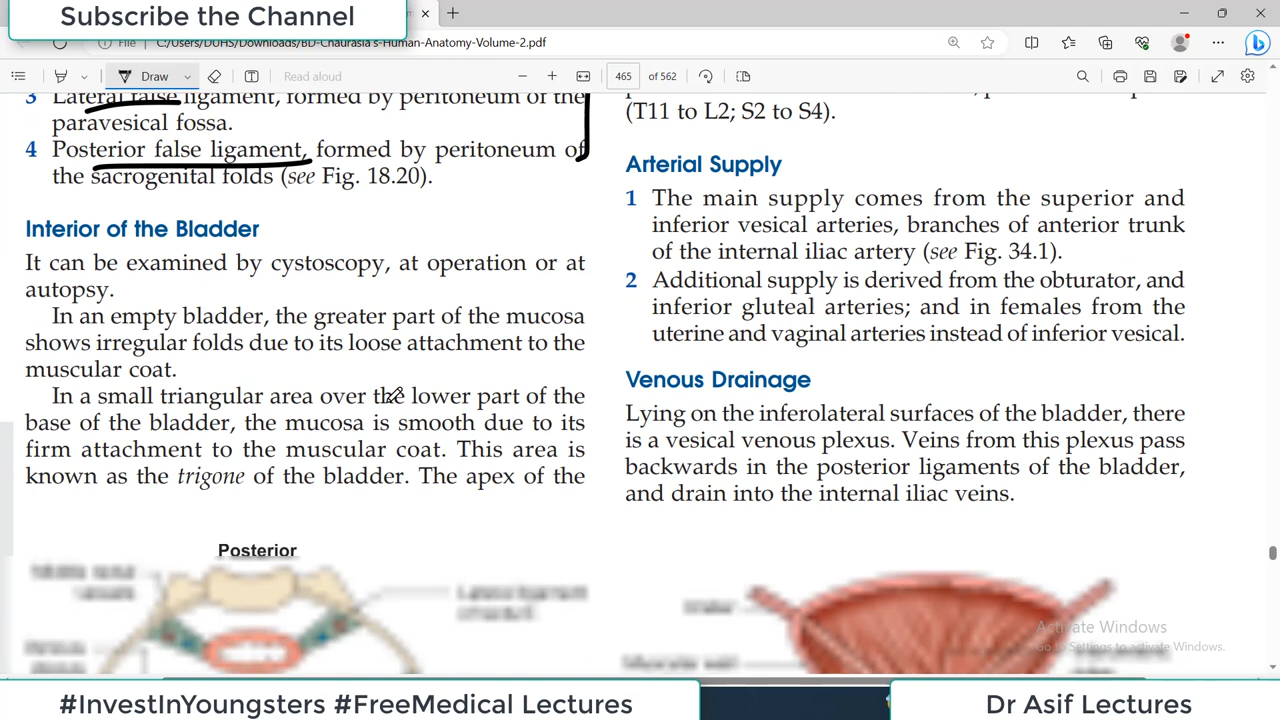 Subscribe the Channel
File
C:/Users/DUHS/Downloads/BD-Chaurasia's-Human-Anatomy-Volume-2.pdf
Draw
Read aloud
465 of 562
3 Lateral false ligament, formed by peritoneum of the
paravesical fossa.
4 Posterior false ligament, formed by peritoneum of
the sacrogenital folds (see Fig. 18.20).
Interior of the Bladder
It can be examined by cystoscopy, at operation or at
autopsy.
In an empty bladder, the greater part of the mucosa
shows irregular folds due to its loose attachment to the
muscular coat.
In a small triangular area over the lower part of the
base of the bladder, the mucosa is smooth due to its
firm attachment to the muscular coat. This area is
known as the trigone of the bladder. The apex of the
Posterior
(T11 to L2; S2 to S4).
Arterial Supply
1 The main supply comes from the superior and
inferior vesical arteries, branches of anterior trunk
of the internal iliac artery (see Fig. 34.1).
2 Additional supply is derived from the obturator, and
inferior gluteal arteries; and in females from the
uterine and vaginal arteries instead of inferior vesical.
Venous Drainage
Lying on the inferolateral surfaces of the bladder, there
is a vesical venous plexus. Veins from this plexus pass
backwards in the posterior ligaments of the bladder,
and drain into the internal iliac veins.
Activate Windows
Go to Settings to activate Windows.
#InvestInYoungsters #FreeMedical Lectures
Dr Asif Lectures